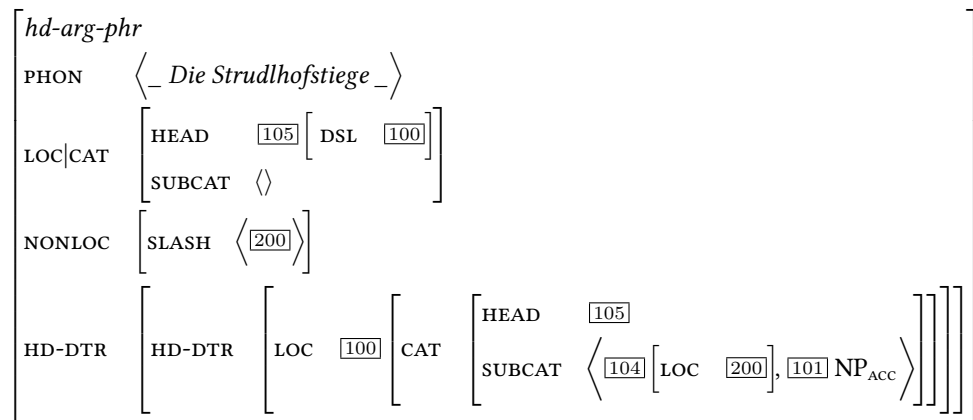 hd-arg-phr
PHON ⟨_ Die Strudlhofstiege _⟩
LOC|CAT [HEAD 105 [DSL 100]
SUBCAT ⟨⟩]
NONLOC [SLASH ⟨200⟩]
HD-DTR [HD-DTR [LOC 100 [CAT [HEAD 105
SUBCAT ⟨104 [LOC 200], 101 NP_ACC⟩]]]]